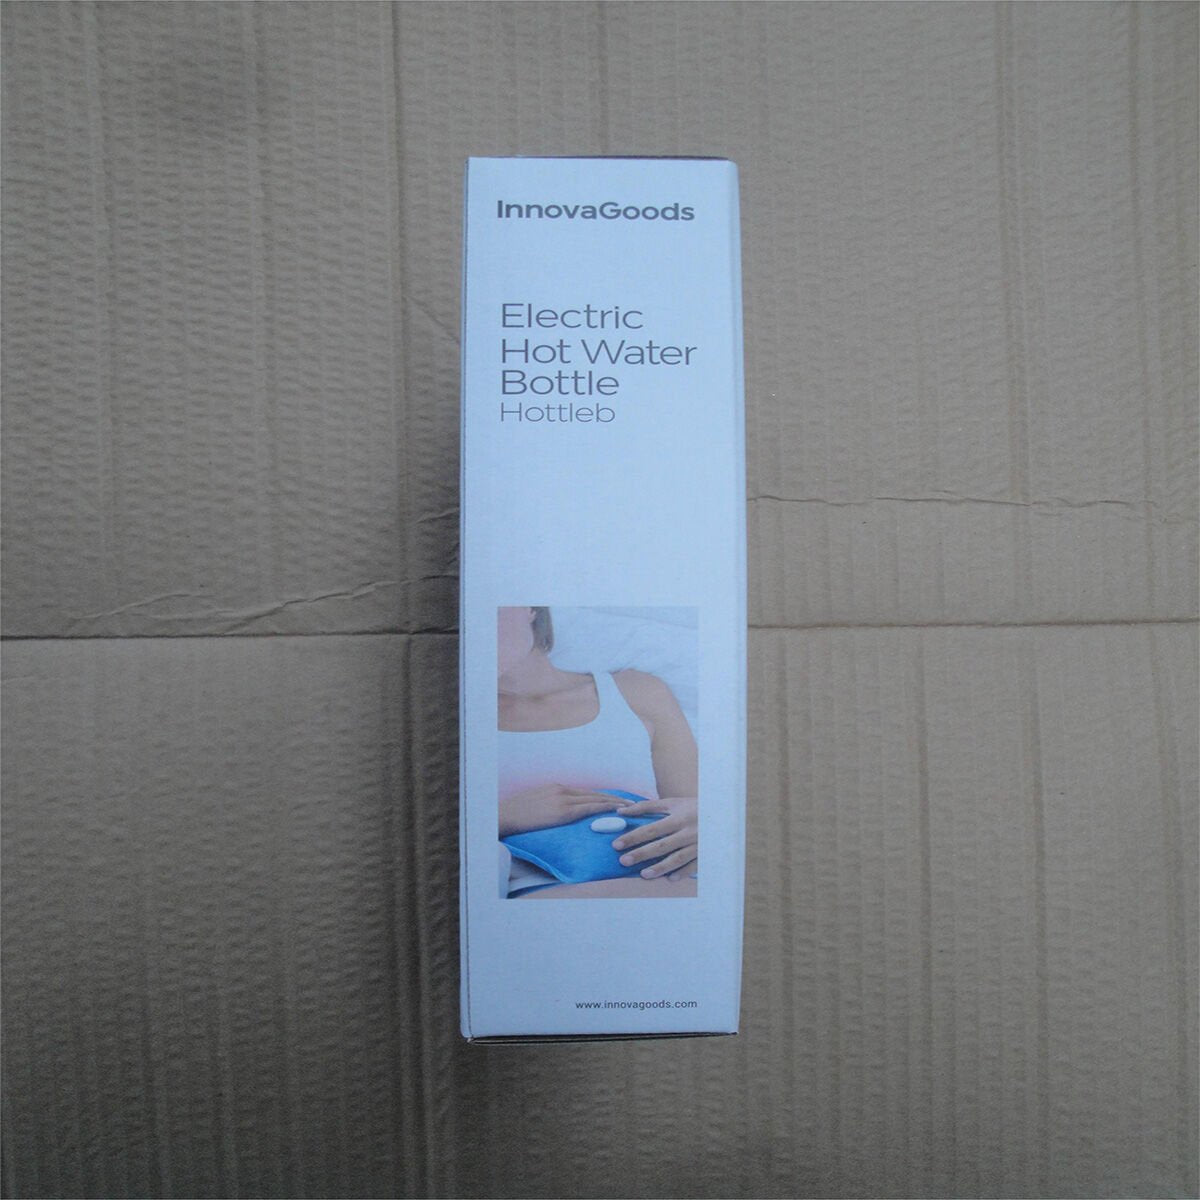 InnovaGoods
Electric
Hot Water
Bottle
Hottleb
www.innovagoods.com